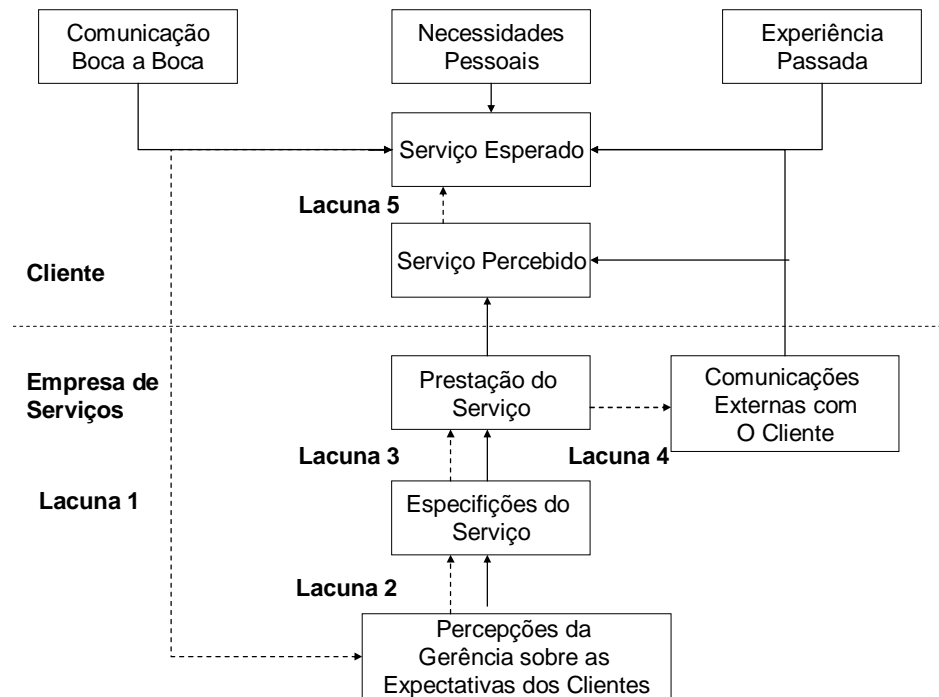 Comunicação
Boca a Boca
Necessidades
Pessoais
Experiência
Passada
Serviço Esperado
Lacuna 5
Serviço Percebido
Cliente
Empresa de
Serviços
Prestação do
Serviço
Comunicações
Externas com
O Cliente
Lacuna 3
Lacuna 4
Lacuna 1
Especifições do
Serviço
Lacuna 2
Percepções da
Gerência sobre as
Expectativas dos Clientes